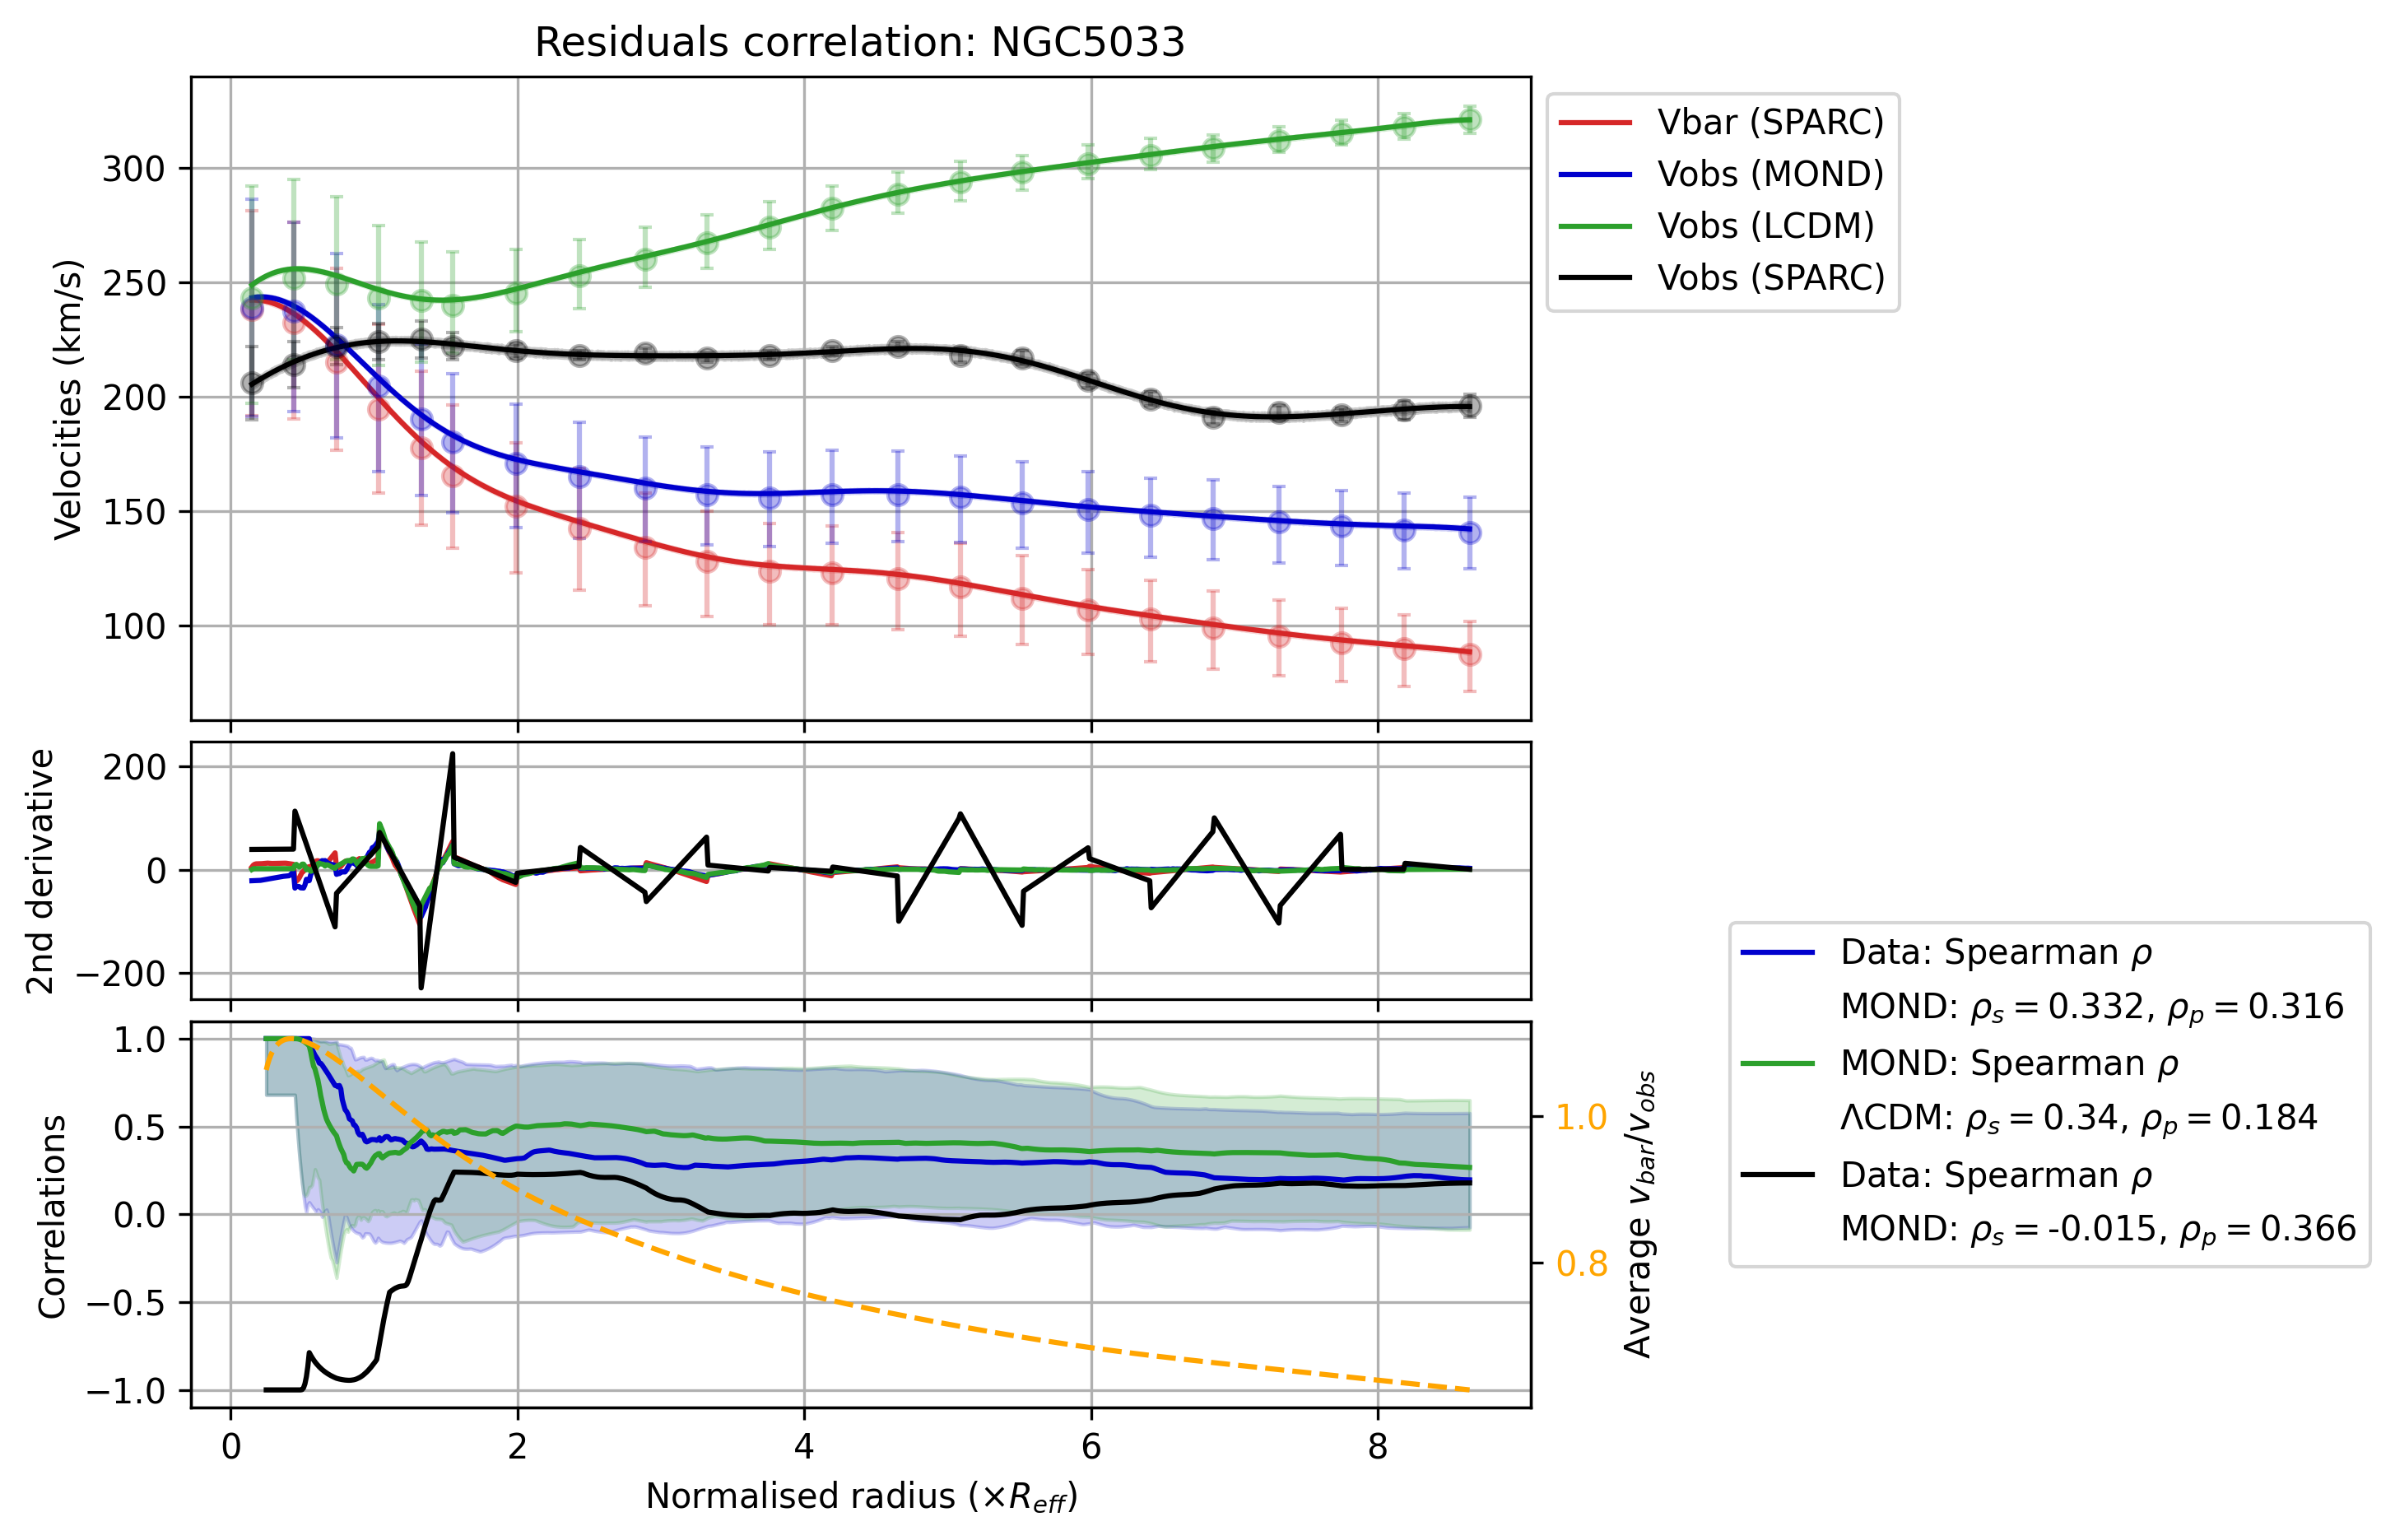 Residuals correlation: NGC5033
Velocities (km/s)
300
250
200
150
100
Vbar (SPARC)
Vobs (MOND)
Vobs (LCDM)
Vobs (SPARC)
2nd derivative
200
0
−200
Correlations
1.0
0.5
0.0
−0.5
−1.0
1.0
0.8
Average v_bar/v_obs
Data: Spearman ρ
MOND: ρ_s = 0.332, ρ_p = 0.316
MOND: Spearman ρ
ΛCDM: ρ_s = 0.34, ρ_p = 0.184
Data: Spearman ρ
MOND: ρ_s = -0.015, ρ_p = 0.366
0 2 4 6 8
Normalised radius (×R_eff)